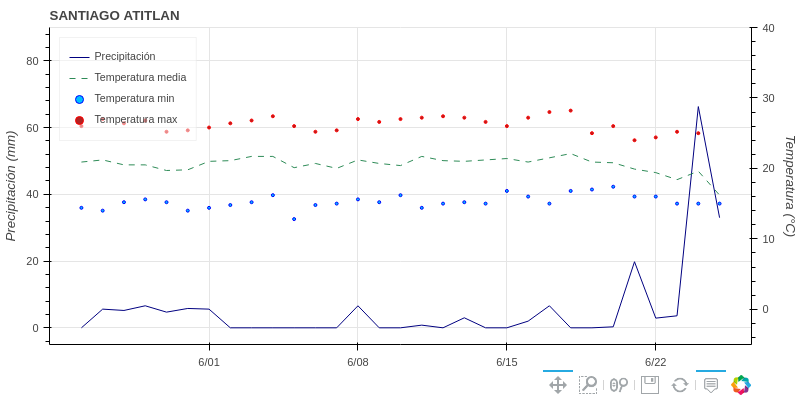 SANTIAGO ATITLAN
Precipitación
Temperatura media
Temperatura min
Temperatura max
Precipitación (mm)
80
60
40
20
0
Temperatura (°C)
40
30
20
10
0
6/01
6/08
6/15
6/22